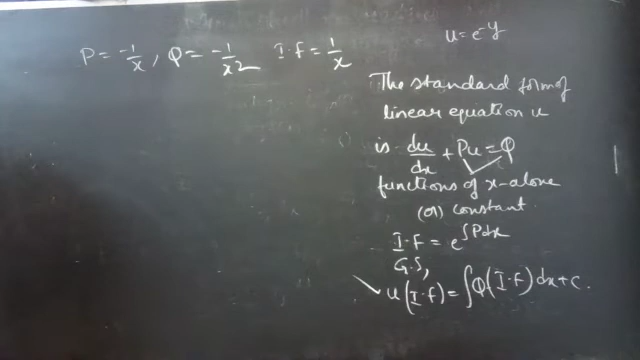 P = -1/x , Q = -1/x2 I.F = 1/x
u = e^-y
The standard form of
linear equation u
is du/dx + Pu = Q
functions of x-alone
(or) constant
I.F = e^∫Pdx
G.S,
u(I.F) = ∫Q(I.F) dx + c.